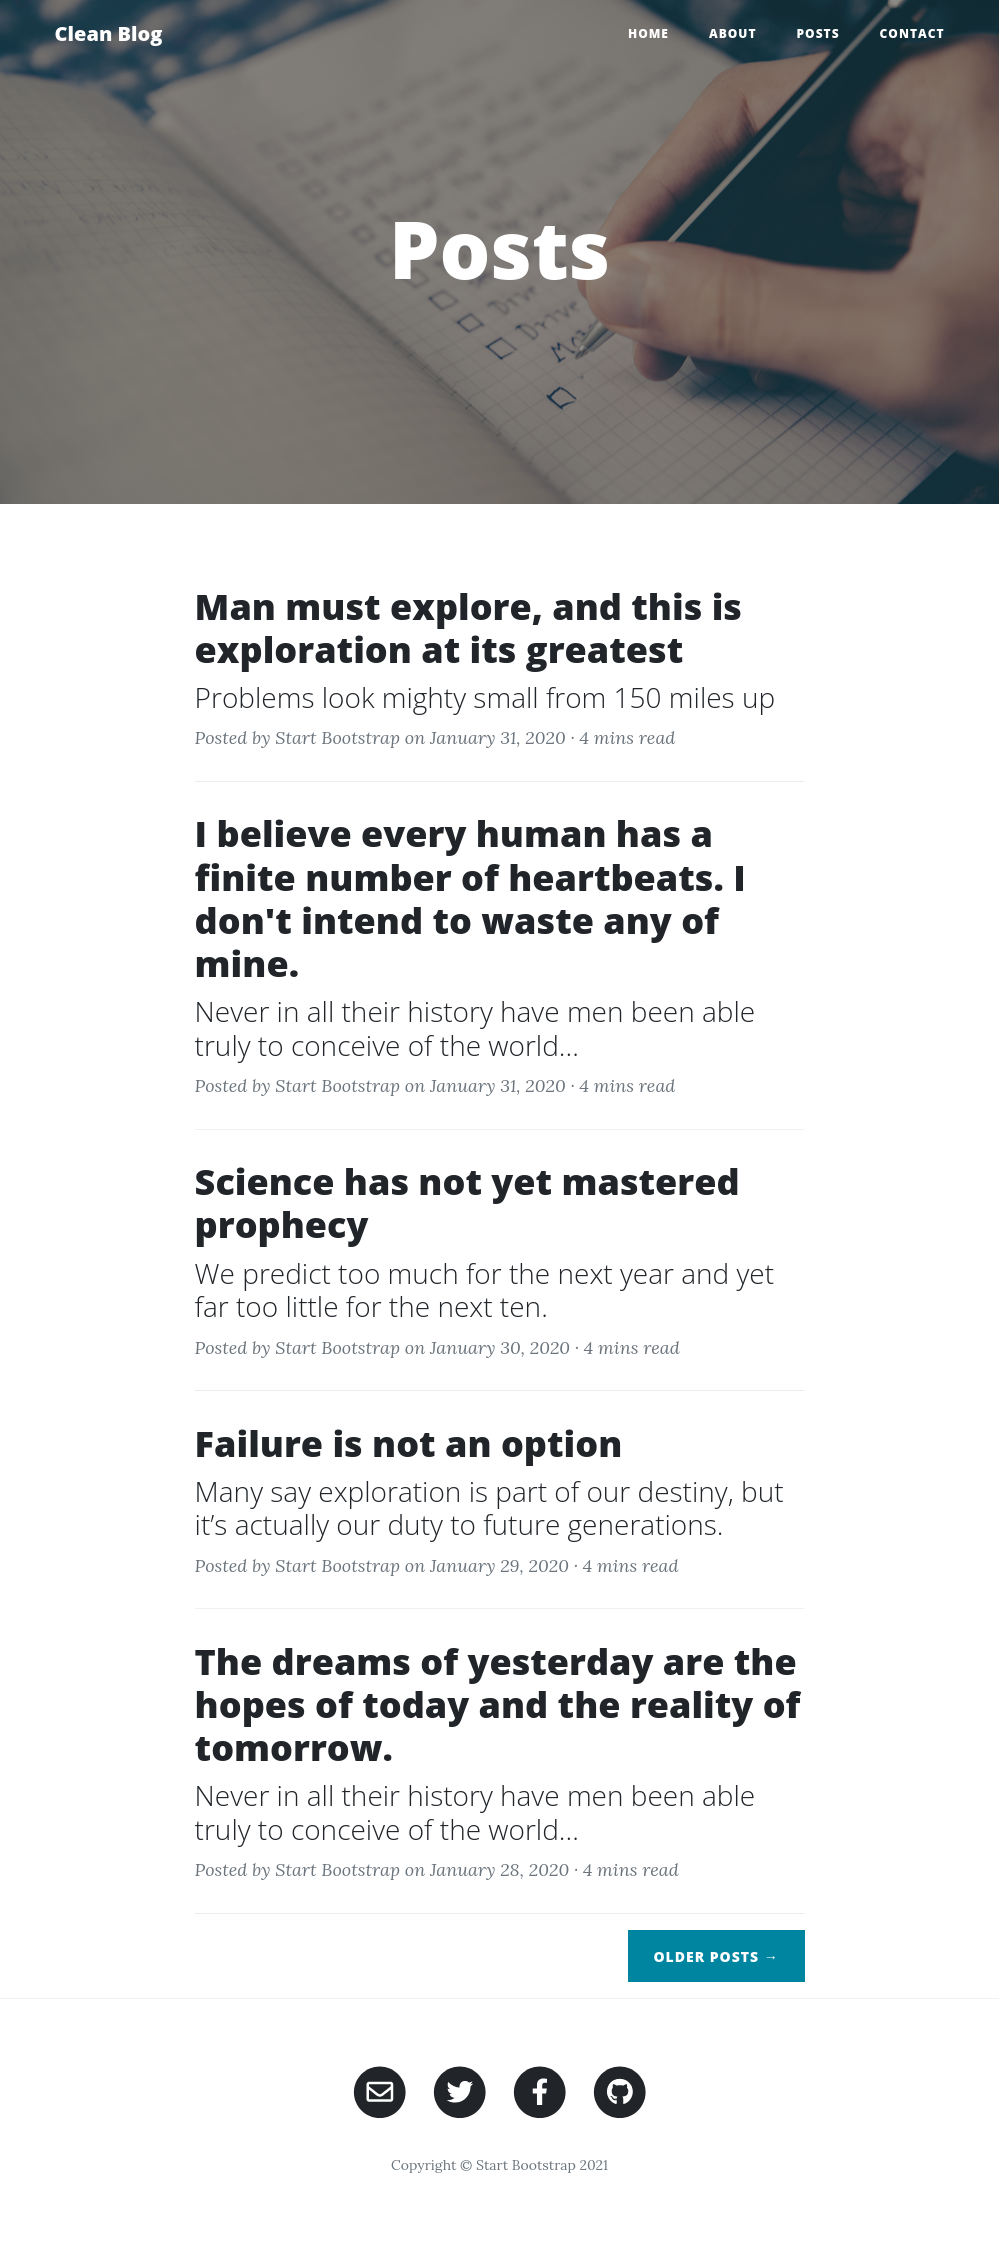 Clean Blog
HOME ABOUT POSTS CONTACT
Posts
Drive
Man must explore, and this is
exploration at its greatest
Problems look mighty small from 150 miles up
Posted by Start Bootstrap on January 31, 2020 · 4 mins read
I believe every human has a
finite number of heartbeats. I
don't intend to waste any of
mine.
Never in all their history have men been able
truly to conceive of the world...
Posted by Start Bootstrap on January 31, 2020 · 4 mins read
Science has not yet mastered
prophecy
We predict too much for the next year and yet
far too little for the next ten.
Posted by Start Bootstrap on January 30, 2020 · 4 mins read
Failure is not an option
Many say exploration is part of our destiny, but
it’s actually our duty to future generations.
Posted by Start Bootstrap on January 29, 2020 · 4 mins read
The dreams of yesterday are the
hopes of today and the reality of
tomorrow.
Never in all their history have men been able
truly to conceive of the world...
Posted by Start Bootstrap on January 28, 2020 · 4 mins read
OLDER POSTS →
Copyright © Start Bootstrap 2021